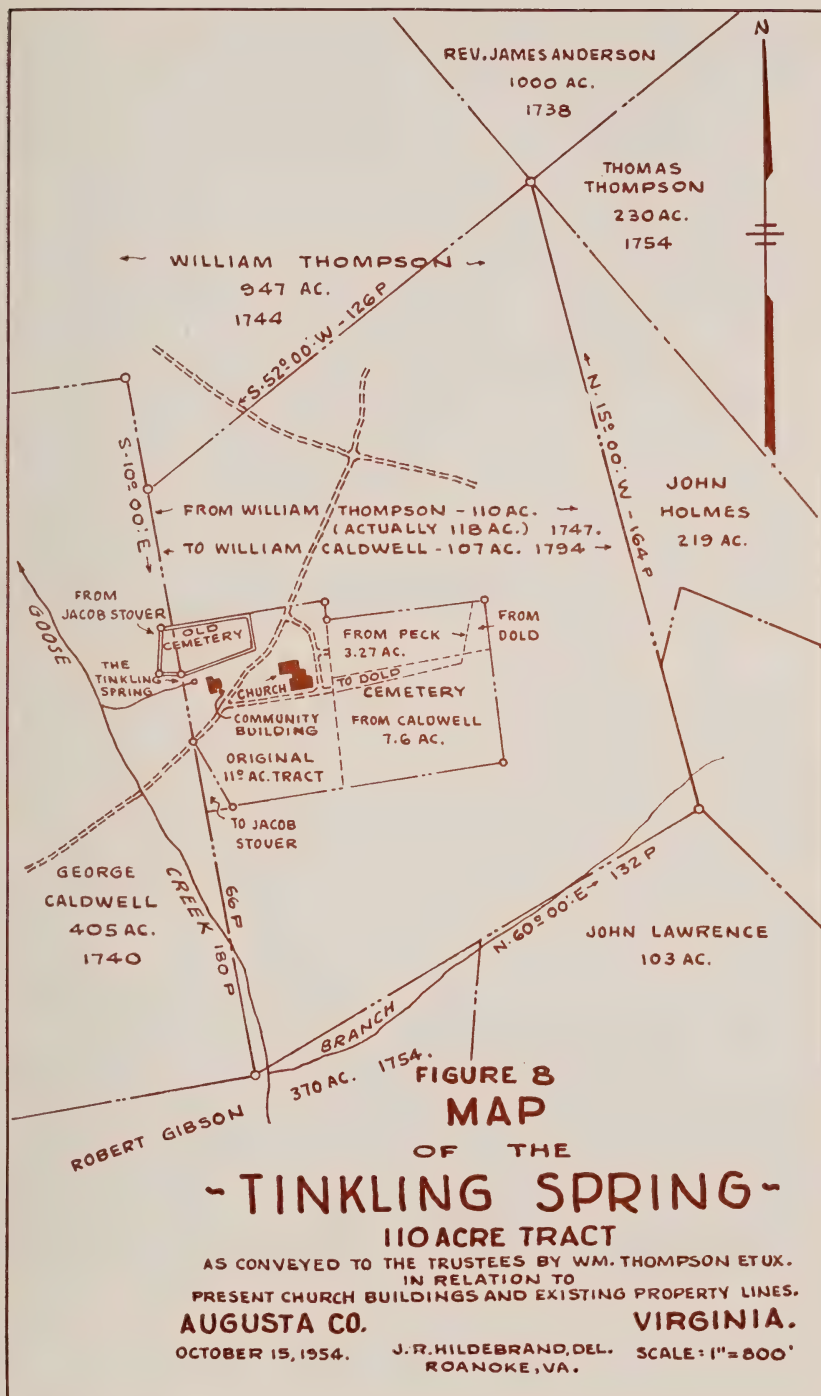 N
REV. JAMES ANDERSON
1000 AC.
1738
THOMAS
THOMPSON
230 AC.
1754
WILLIAM THOMPSON
947 AC.
1744
S. 52° 00' W - 126 P
S. 10° 00' E
N. 15° 00' W - 164 P
FROM WILLIAM THOMPSON - 110 AC.
(ACTUALLY 118 AC.) 1747.
TO WILLIAM CALDWELL - 107 AC. 1794
JOHN
HOLMES
219 AC.
FROM
JACOB STOVER
OLD
CEMETERY
FROM PECK
3.27 AC.
FROM
DOLD
GOOSE
THE
TINKLING
SPRING
CHURCH
TO DOLD
CEMETERY
COMMUNITY
BUILDING
FROM CALDWELL
7.6 AC.
ORIGINAL
11º AC. TRACT
TO JACOB
STOVER
GEORGE
CALDWELL
405 AC.
1740
CREEK
66 P
180 P
N. 60° 00' E 132 P
JOHN LAWRENCE
103 AC.
BRANCH
ROBERT GIBSON 370 AC. 1754.
FIGURE 8
MAP
OF THE
~TINKLING SPRING~
110 ACRE TRACT
AS CONVEYED TO THE TRUSTEES BY WM. THOMPSON ET UX.
IN RELATION TO
PRESENT CHURCH BUILDINGS AND EXISTING PROPERTY LINES.
AUGUSTA CO. VIRGINIA.
OCTOBER 15, 1954. J. R. HILDEBRAND, DEL. SCALE: 1" = 800'
ROANOKE, VA.